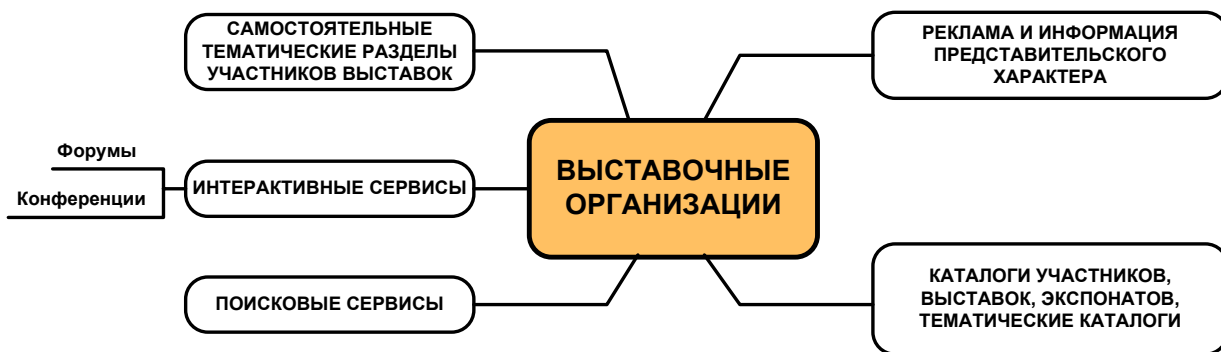 САМОСТОЯТЕЛЬНЫЕ
ТЕМАТИЧЕСКИЕ РАЗДЕЛЫ
УЧАСТНИКОВ ВЫСТАВОК
РЕКЛАМА И ИНФОРМАЦИЯ
ПРЕДСТАВИТЕЛЬСКОГО
ХАРАКТЕРА
Форумы
Конференции
ИНТЕРАКТИВНЫЕ СЕРВИСЫ
ВЫСТАВОЧНЫЕ
ОРГАНИЗАЦИИ
ПОИСКОВЫЕ СЕРВИСЫ
КАТАЛОГИ УЧАСТНИКОВ,
ВЫСТАВОК, ЭКСПОНАТОВ,
ТЕМАТИЧЕСКИЕ КАТАЛОГИ